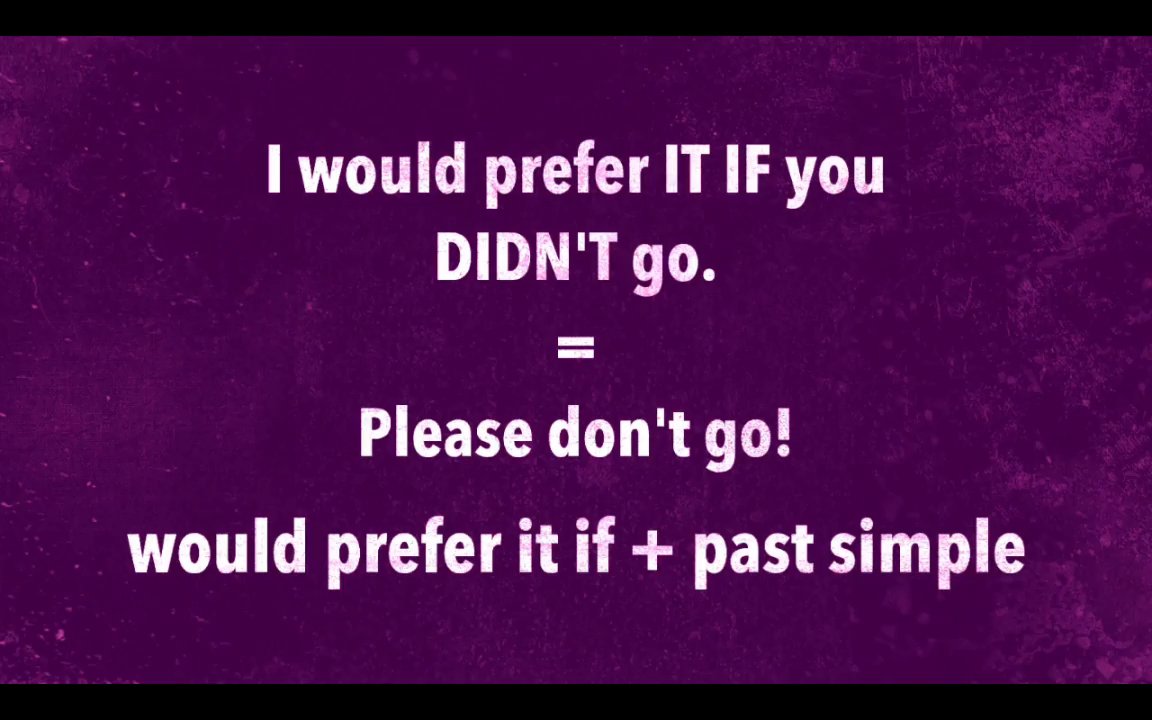 I would prefer IT IF you
DIDN'T go.
=
Please don't go!
would prefer it if + past simple